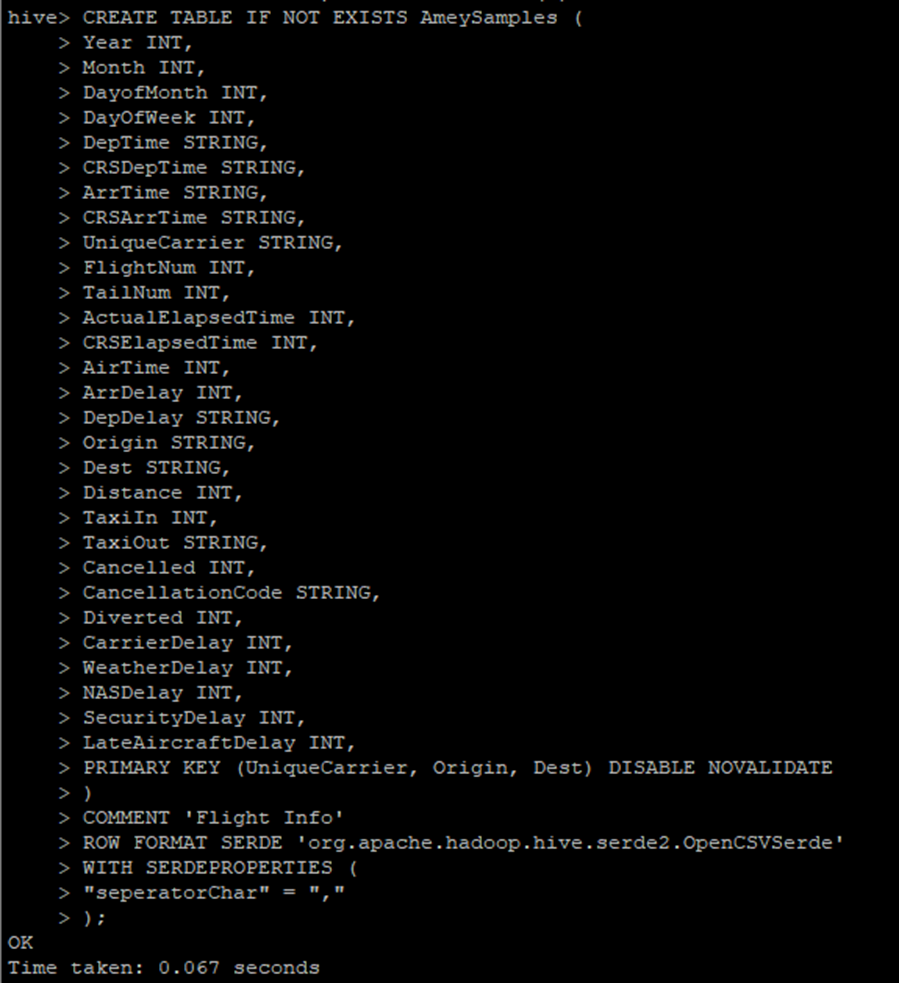 hive> CREATE TABLE IF NOT EXISTS AmeySamples (
    > Year INT,
    > Month INT,
    > DayofMonth INT,
    > DayOfWeek INT,
    > DepTime STRING,
    > CRSDepTime STRING,
    > ArrTime STRING,
    > CRSArrTime STRING,
    > UniqueCarrier STRING,
    > FlightNum INT,
    > TailNum INT,
    > ActualElapsedTime INT,
    > CRSElapsedTime INT,
    > AirTime INT,
    > ArrDelay INT,
    > DepDelay STRING,
    > Origin STRING,
    > Dest STRING,
    > Distance INT,
    > TaxiIn INT,
    > TaxiOut STRING,
    > Cancelled INT,
    > CancellationCode STRING,
    > Diverted INT,
    > CarrierDelay INT,
    > WeatherDelay INT,
    > NASDelay INT,
    > SecurityDelay INT,
    > LateAircraftDelay INT,
    > PRIMARY KEY (UniqueCarrier, Origin, Dest) DISABLE NOVALIDATE
    > )
    > COMMENT 'Flight Info'
    > ROW FORMAT SERDE 'org.apache.hadoop.hive.serde2.OpenCSVSerde'
    > WITH SERDEPROPERTIES (
    > "seperatorChar" = ","
    > );
OK
Time taken: 0.067 seconds